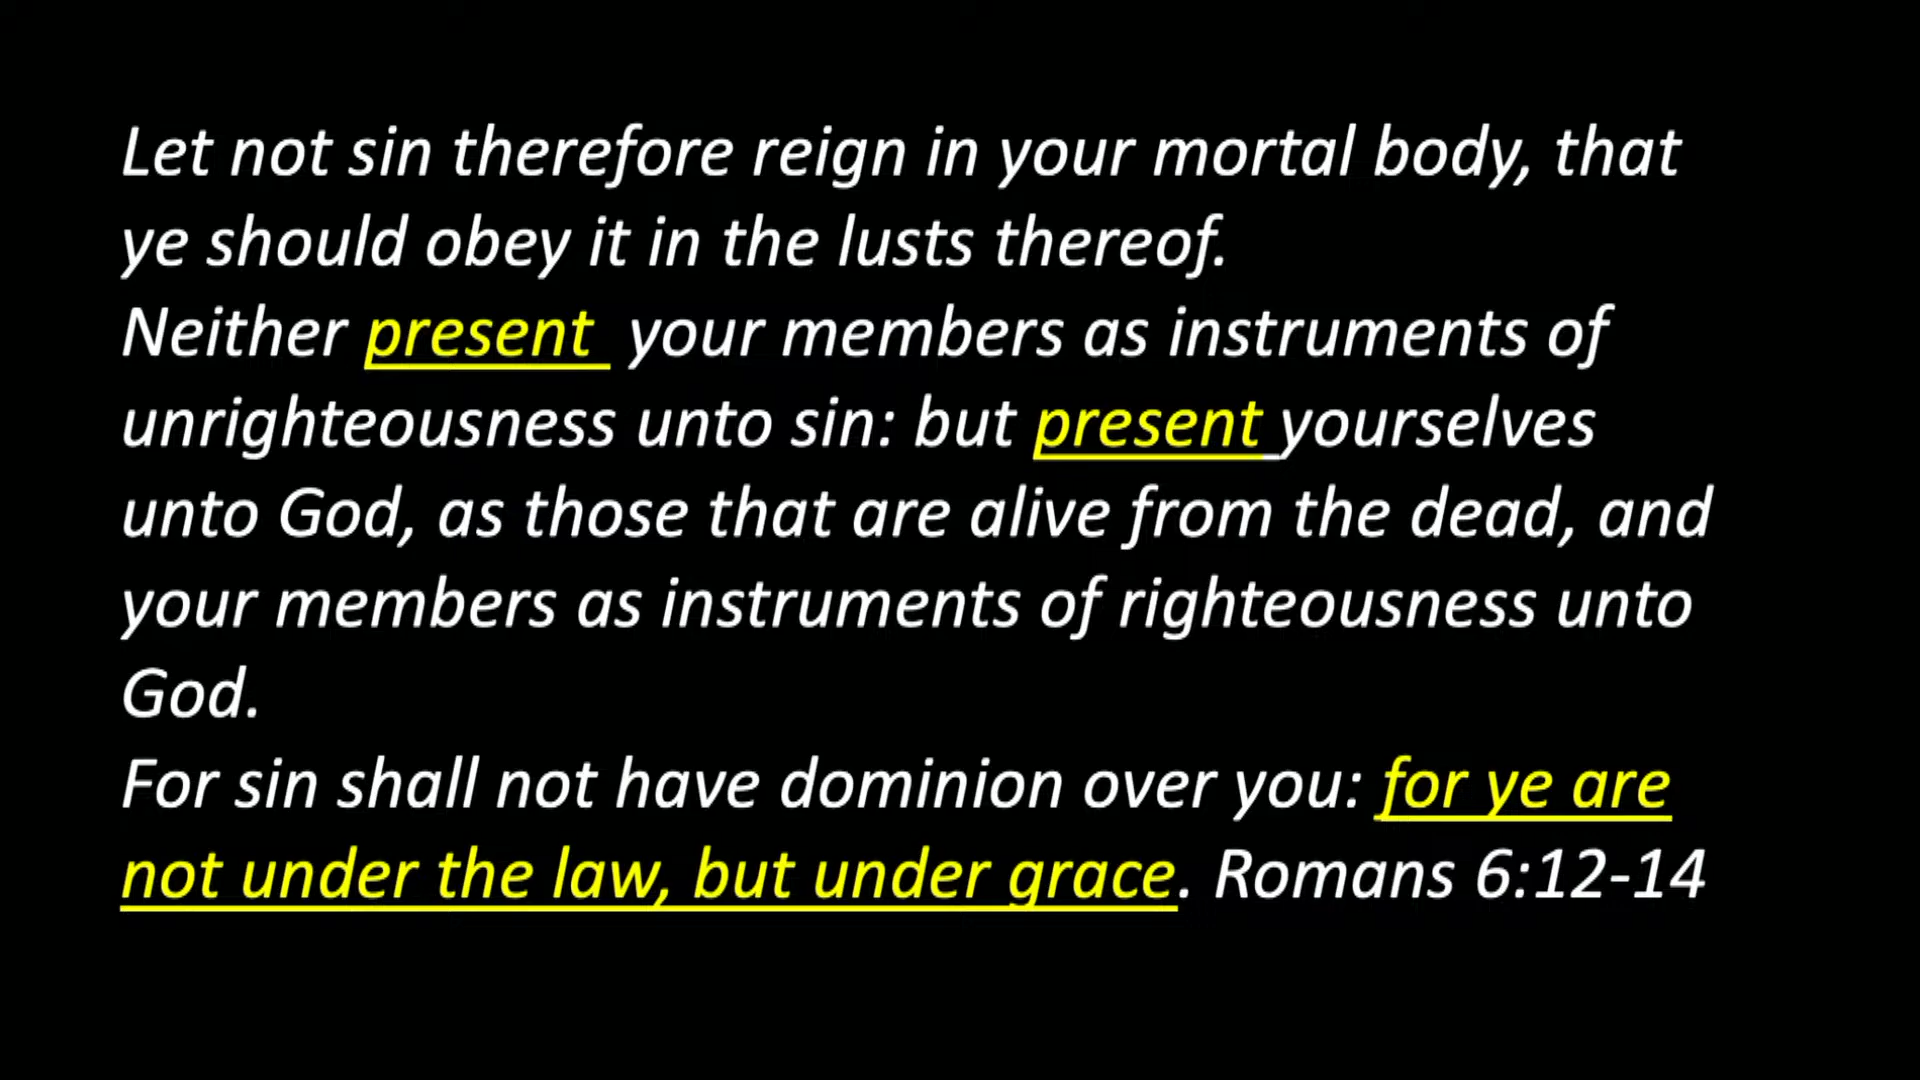 Let not sin therefore reign in your mortal body, that
ye should obey it in the lusts thereof.
Neither present your members as instruments of
unrighteousness unto sin: but present yourselves
unto God, as those that are alive from the dead, and
your members as instruments of righteousness unto
God.
For sin shall not have dominion over you: for ye are
not under the law, but under grace. Romans 6:12-14